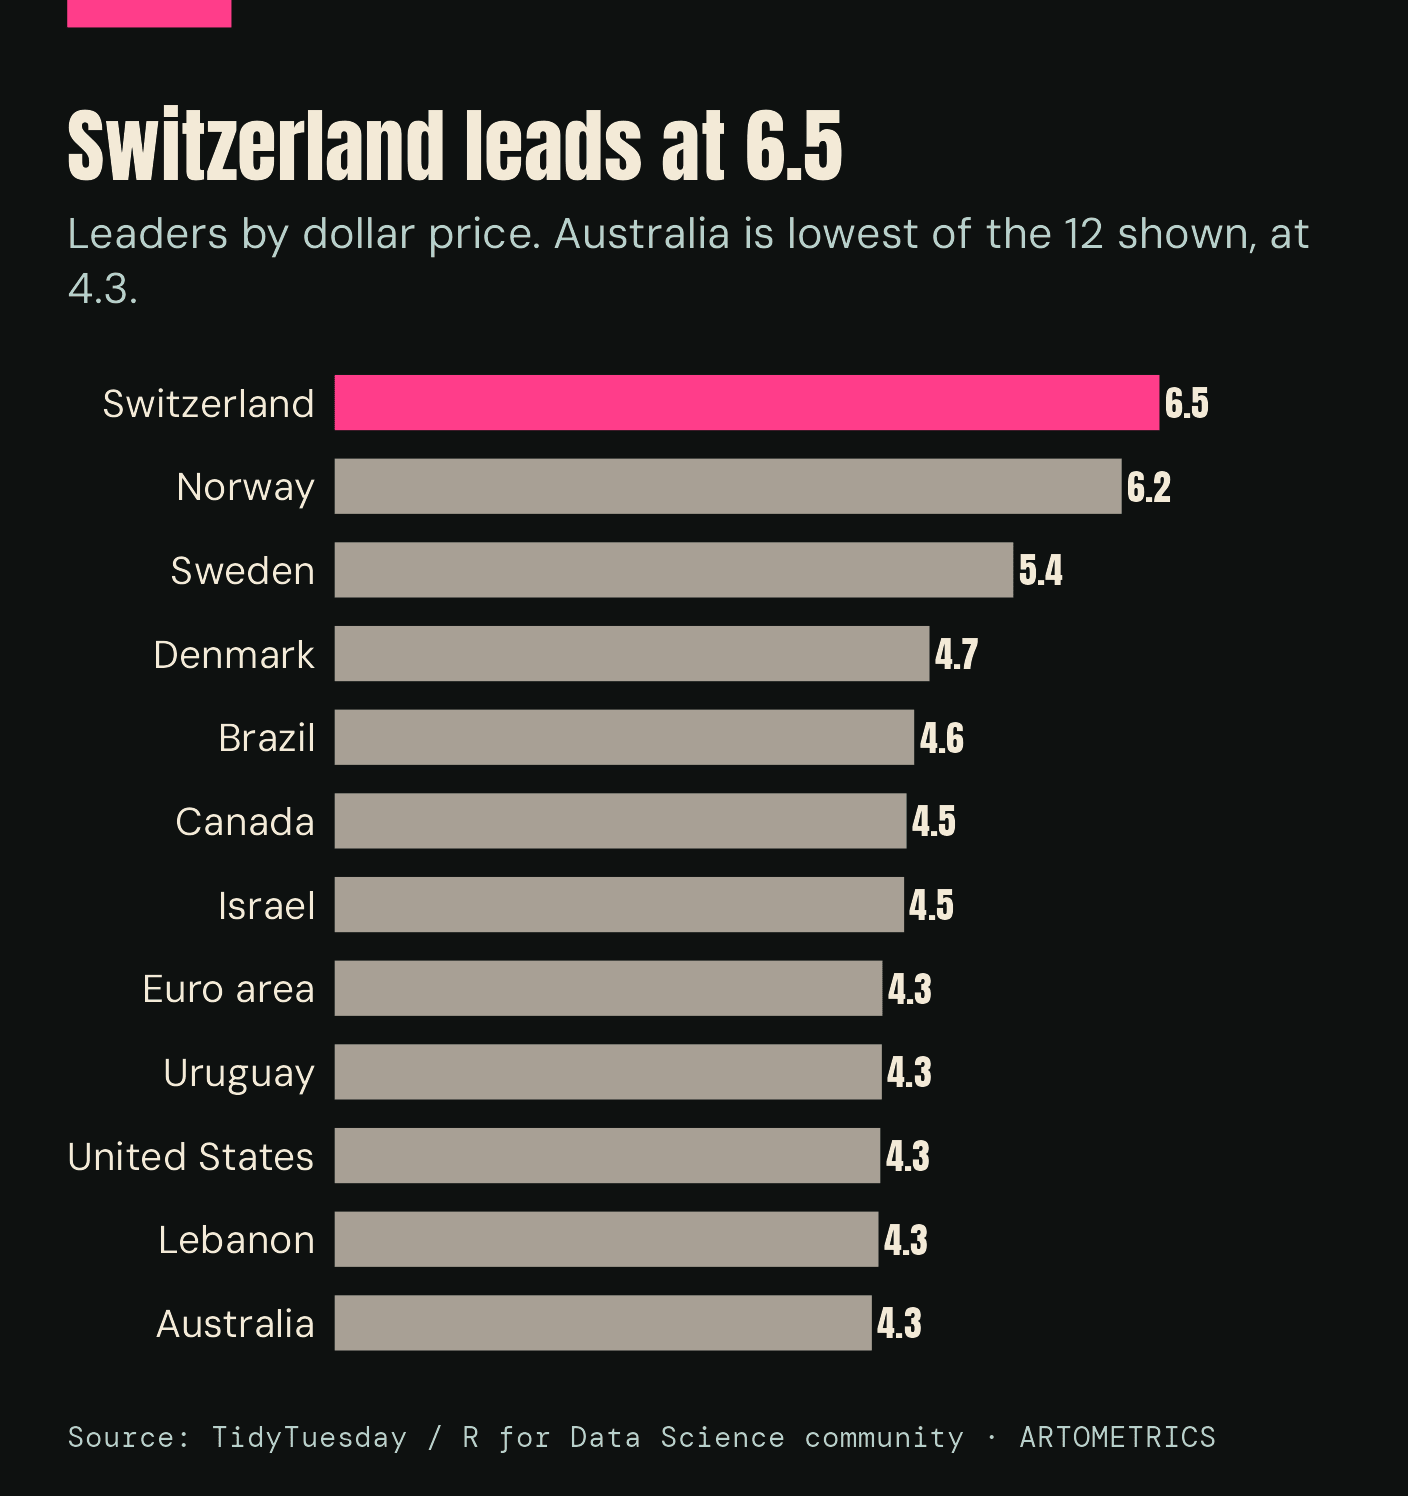 Switzerland leads at 6.5
Leaders by dollar price. Australia is lowest of the 12 shown, at
4.3.
Switzerland 6.5
Norway 6.2
Sweden 5.4
Denmark 4.7
Brazil 4.6
Canada 4.5
Israel 4.5
Euro area 4.3
Uruguay 4.3
United States 4.3
Lebanon 4.3
Australia 4.3
Source: TidyTuesday / R for Data Science community · ARTOMETRICS